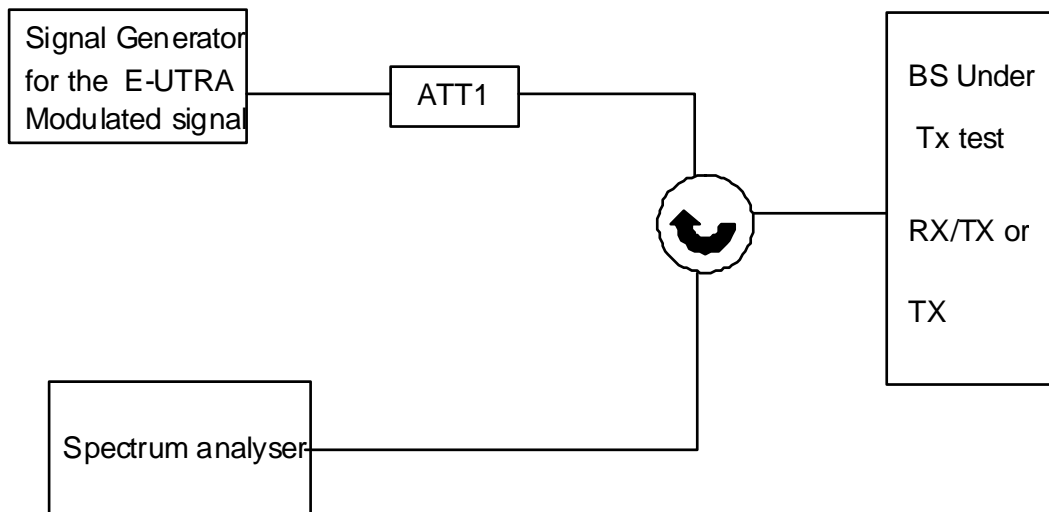 Signal Generator
for the E-UTRA
Modulated signal
ATT1
BS Under
Tx test
RX/TX or
TX
Spectrum analyser